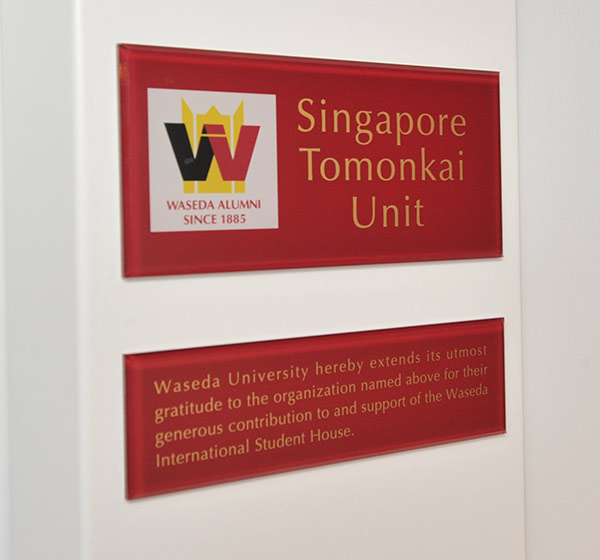 Singapore
Tomonkai
Unit
W
WASEDA ALUMNI
SINCE 1885
Waseda University hereby extends its utmost
gratitude to the organization named above for their
generous contribution to and support of the Waseda
International Student House.